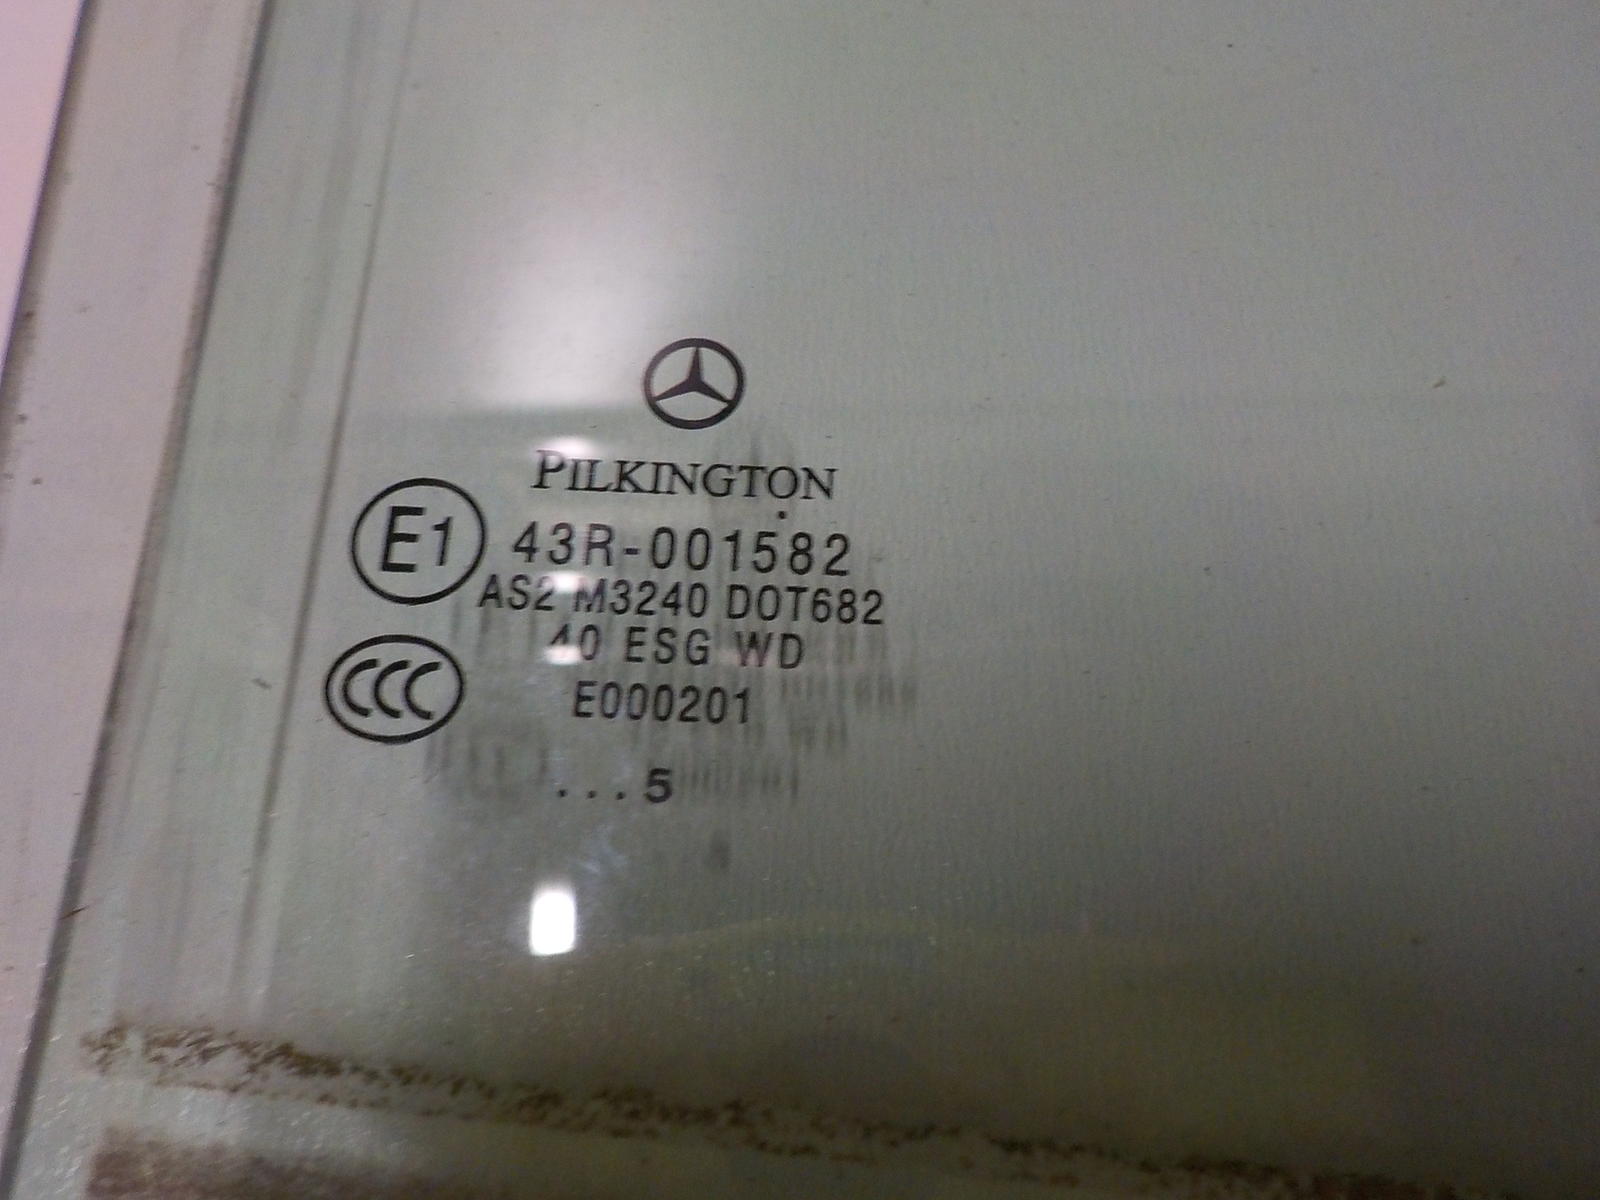 PILKINGTON
E1 43R-001582
AS2 M3240 DOT682
40 ESG WD
CCC E000201
...5